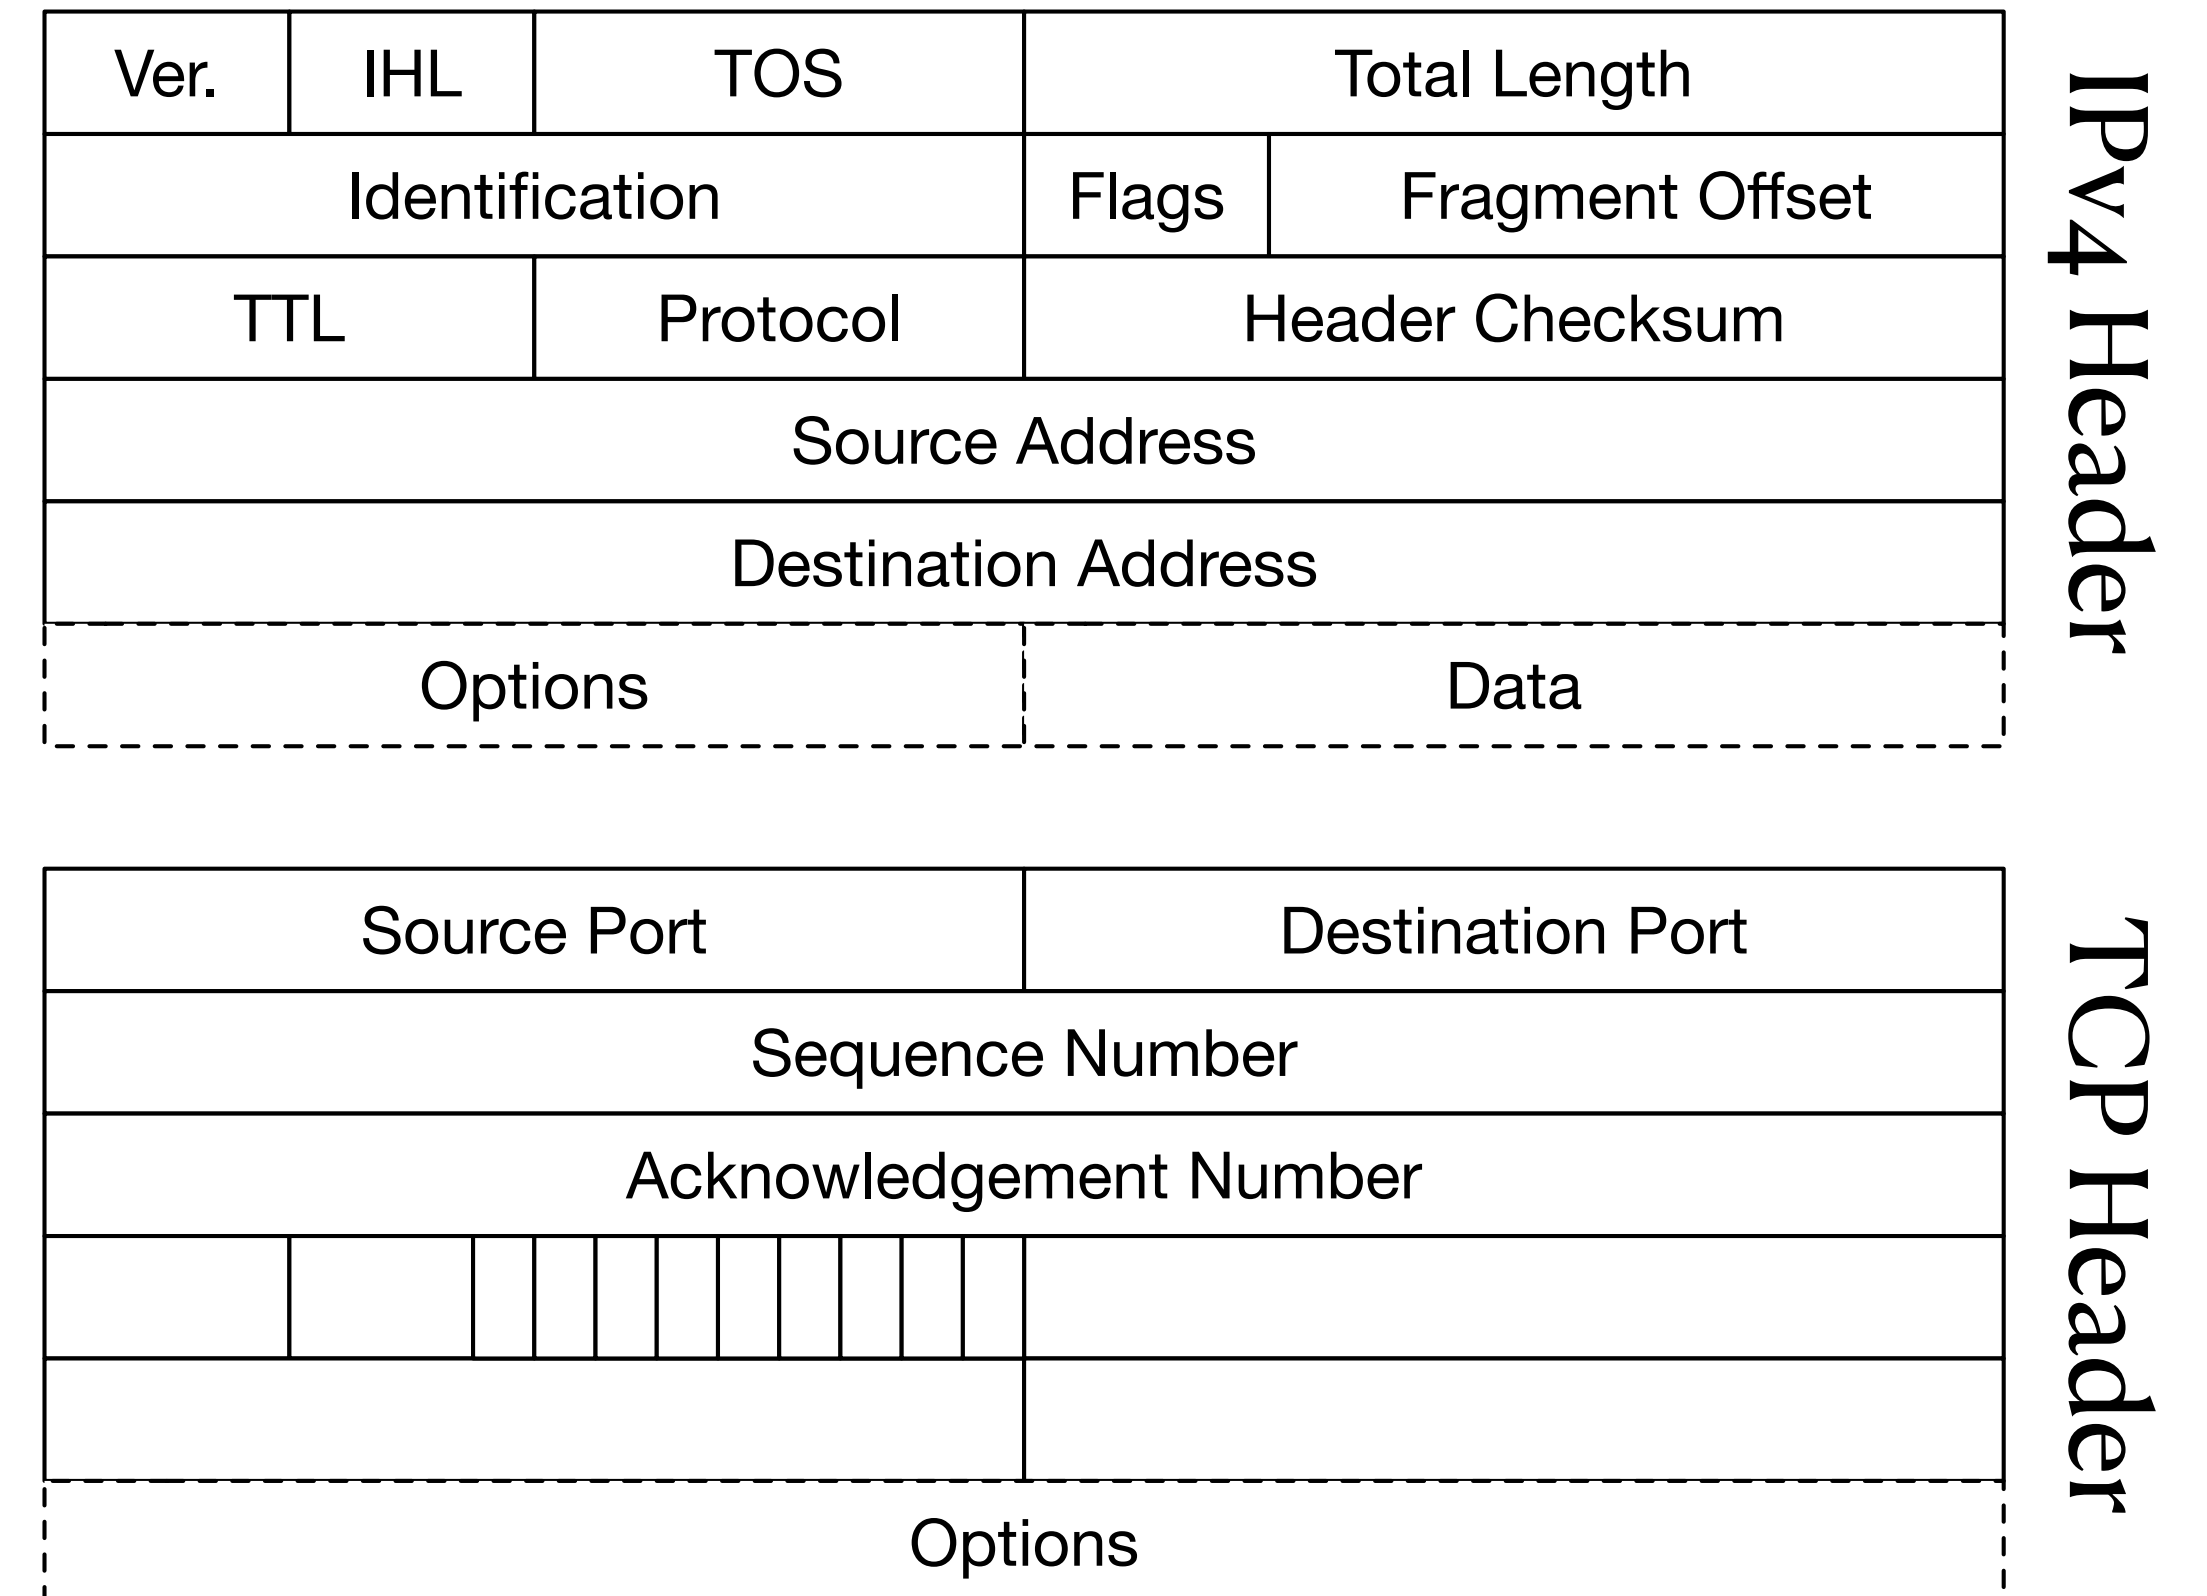 Ver. IHL TOS Total Length
Identification Flags Fragment Offset
TTL Protocol Header Checksum
Source Address
Destination Address
Options Data
IPv4 Header
Source Port Destination Port
Sequence Number
Acknowledgement Number
Options
TCP Header